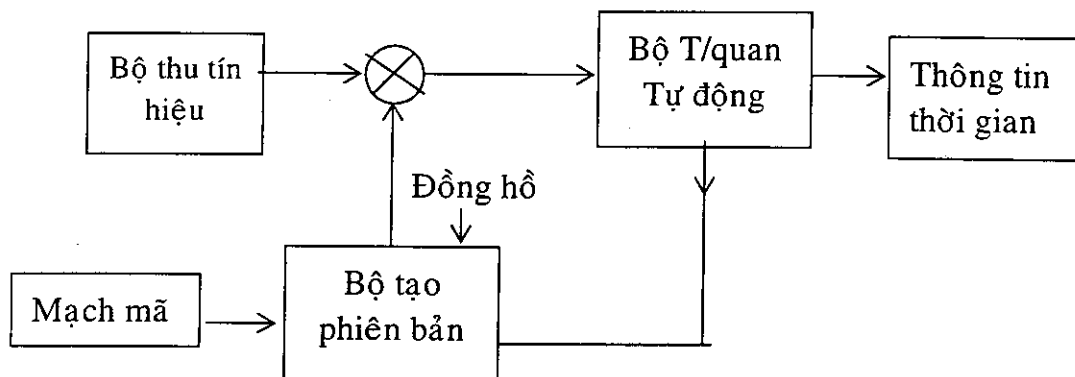 Bộ thu tín
hiệu
Bộ T/quan
Tự động
Thông tin
thời gian
Đồng hồ
Mạch mã
Bộ tạo
phiên bản